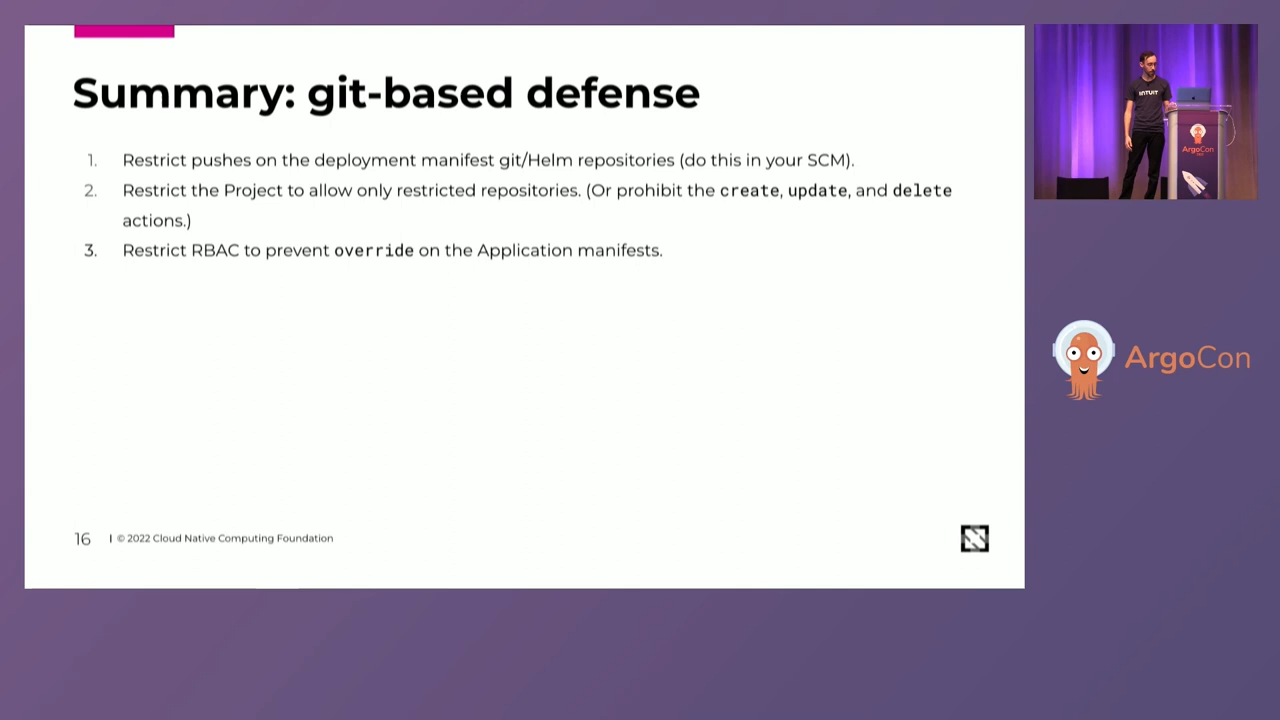 Summary: git-based defense
1. Restrict pushes on the deployment manifest git/Helm repositories (do this in your SCM).
2. Restrict the Project to allow only restricted repositories. (Or prohibit the create, update, and delete
actions.)
3. Restrict RBAC to prevent override on the Application manifests.
16 | © 2022 Cloud Native Computing Foundation
INTUIT
ArgoCon
ArgoCon